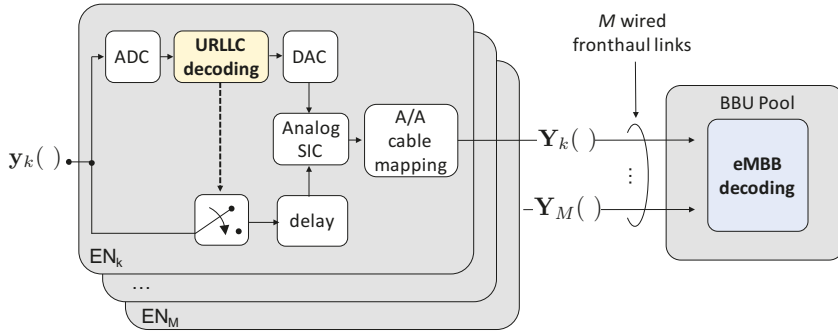 M wired
fronthaul links
ADC
URLLC
decoding
DAC
BBU Pool
Analog
SIC
A/A
cable
mapping
y_k( )
Y_k( )
eMBB
decoding
⋮
delay
Y_M( )
EN_k
...
EN_M